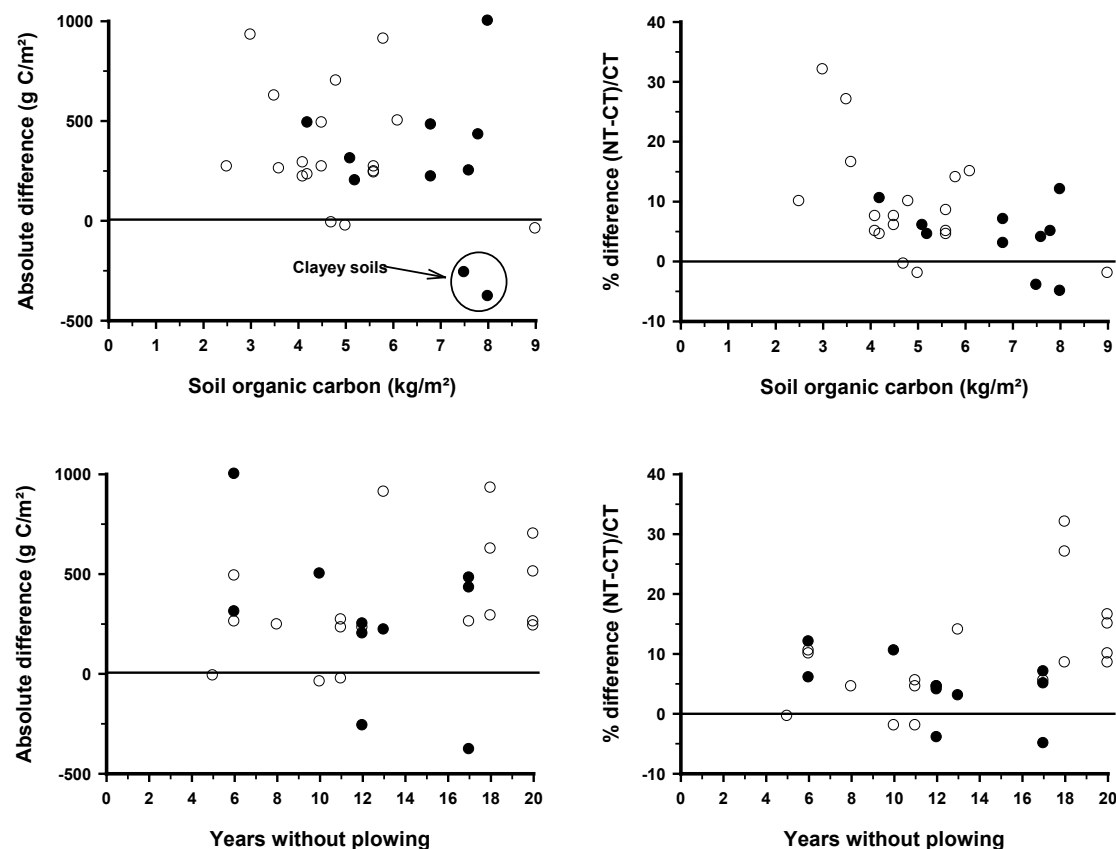 1000
500
0
-500
Absolute difference (g C/m²)
Clayey soils
0 1 2 3 4 5 6 7 8 9
Soil organic carbon (kg/m²)
40
30
20
10
0
-10
% difference (NT-CT)/CT
0 1 2 3 4 5 6 7 8 9
Soil organic carbon (kg/m²)
1000
500
0
-500
Absolute difference (g C/m²)
0 2 4 6 8 10 12 14 16 18 20
Years without plowing
40
30
20
10
0
-10
% difference (NT-CT)/CT
0 2 4 6 8 10 12 14 16 18 20
Years without plowing